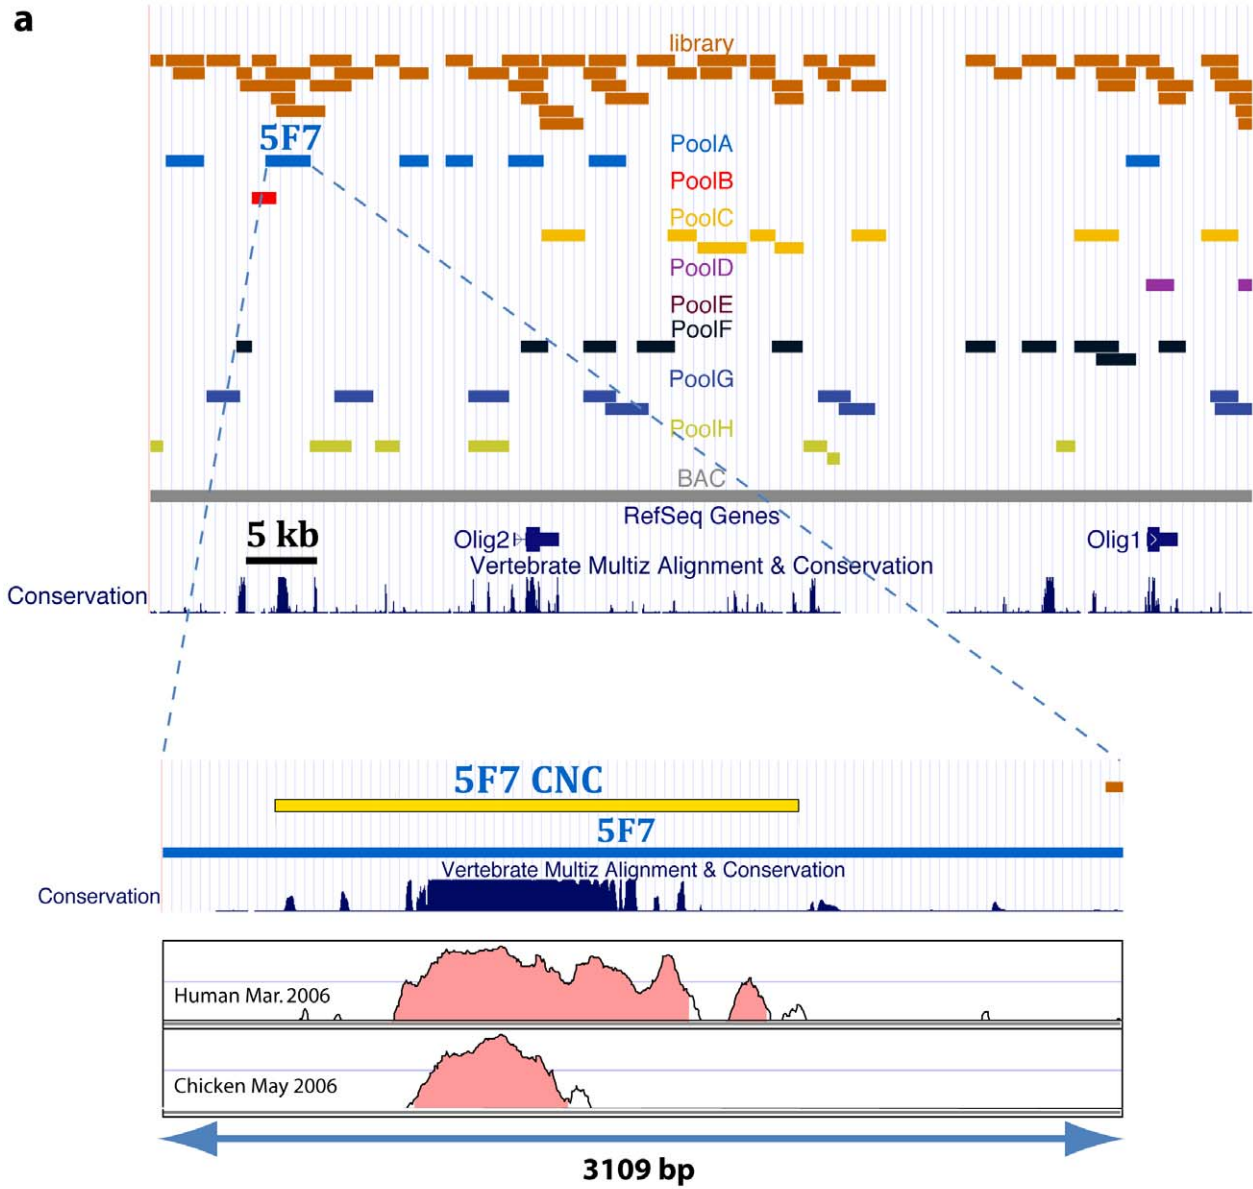 a
library
5F7
PoolA
PoolB
PoolC
PoolD
PoolE
PoolF
PoolG
PoolH
BAC
RefSeq Genes
5 kb
Olig2
Olig1
Vertebrate Multiz Alignment & Conservation
Conservation
5F7 CNC
5F7
Vertebrate Multiz Alignment & Conservation
Conservation
Human Mar. 2006
Chicken May 2006
3109 bp